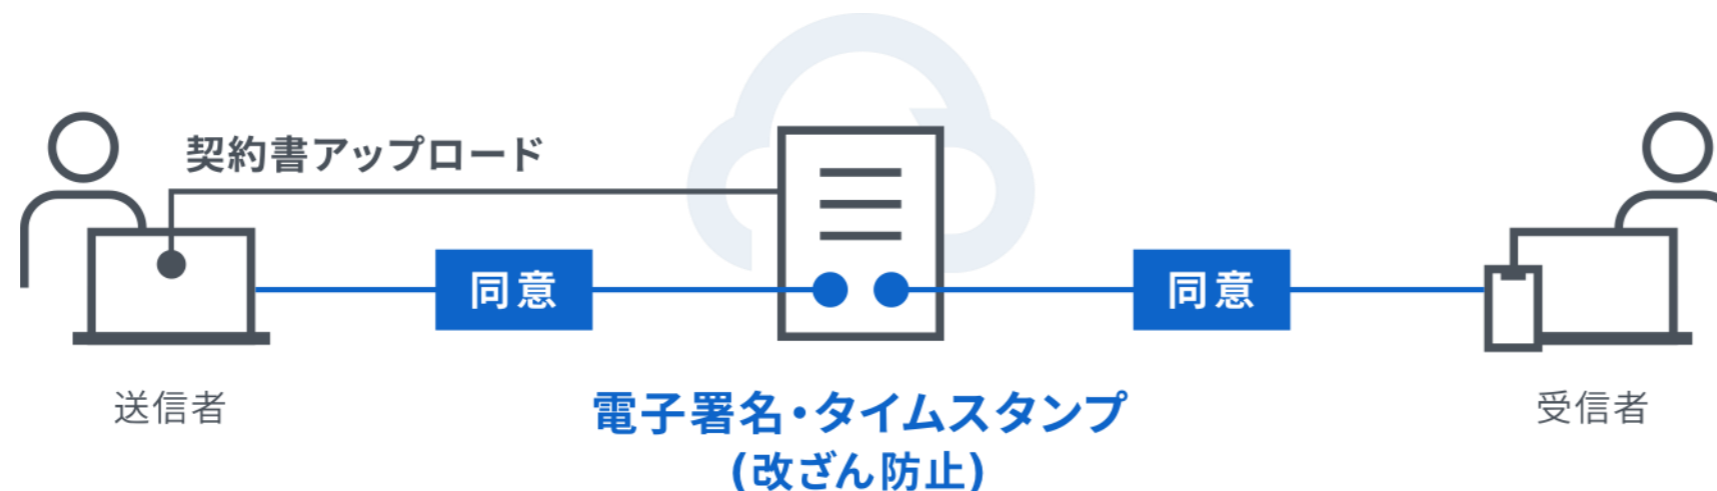 契約書アップロード
同意
同意
送信者
電子署名・タイムスタンプ
(改ざん防止)
受信者